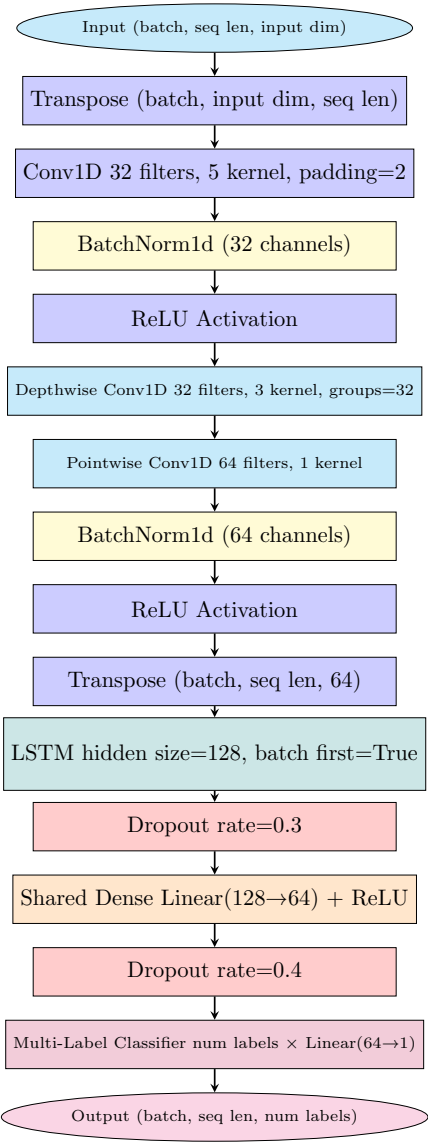 Input (batch, seq len, input dim)
Transpose (batch, input dim, seq len)
Conv1D 32 filters, 5 kernel, padding=2
BatchNorm1d (32 channels)
ReLU Activation
Depthwise Conv1D 32 filters, 3 kernel, groups=32
Pointwise Conv1D 64 filters, 1 kernel
BatchNorm1d (64 channels)
ReLU Activation
Transpose (batch, seq len, 64)
LSTM hidden size=128, batch first=True
Dropout rate=0.3
Shared Dense Linear(128→64) + ReLU
Dropout rate=0.4
Multi-Label Classifier num labels × Linear(64→1)
Output (batch, seq len, num labels)